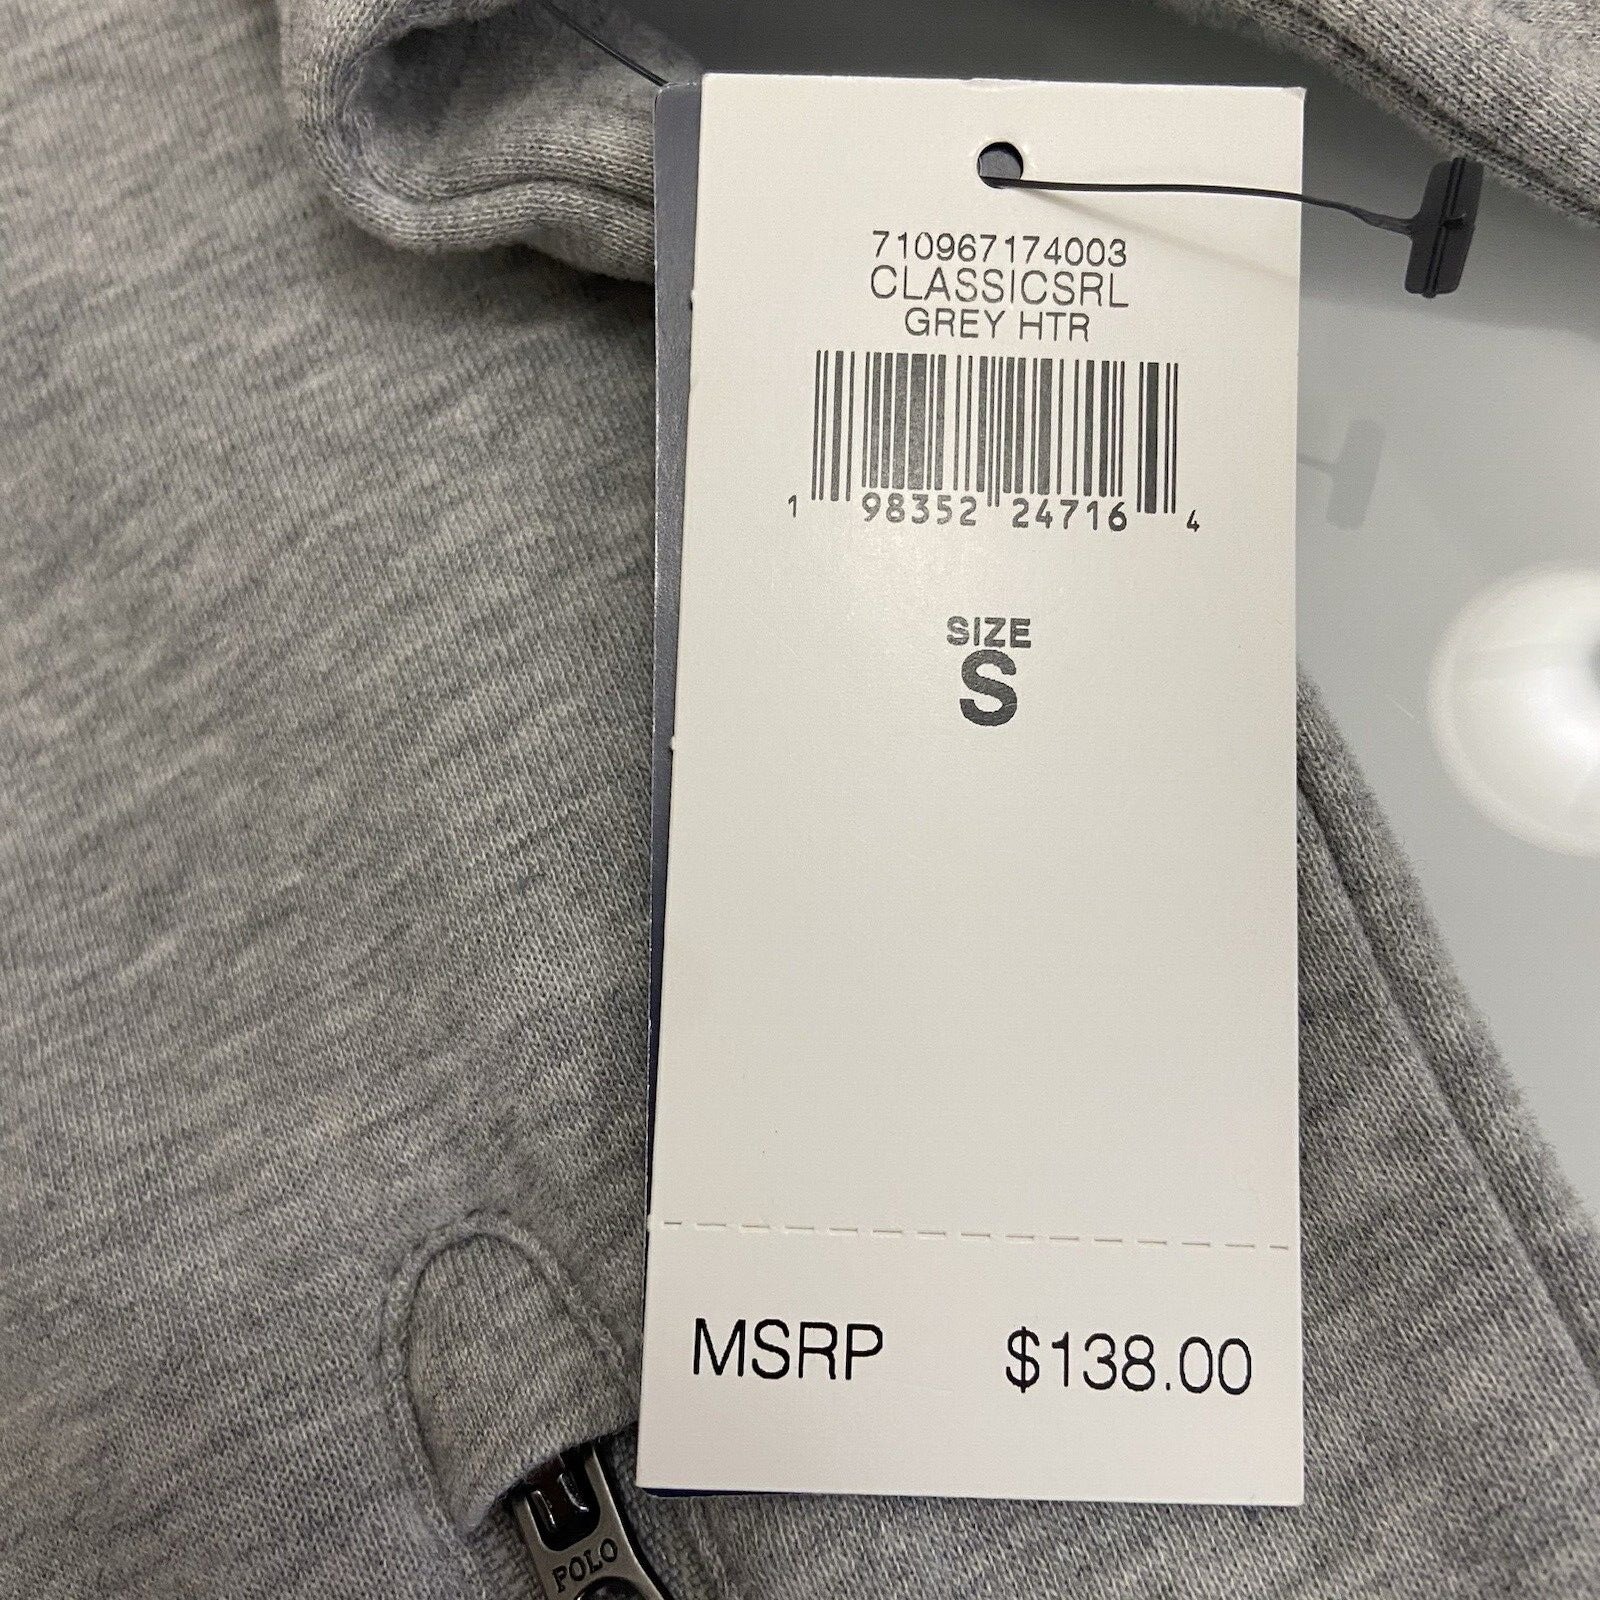 710967174003
CLASSICSRL
GREY HTR
1 98352 24716 4
SIZE
S
MSRP $138.00
POLO